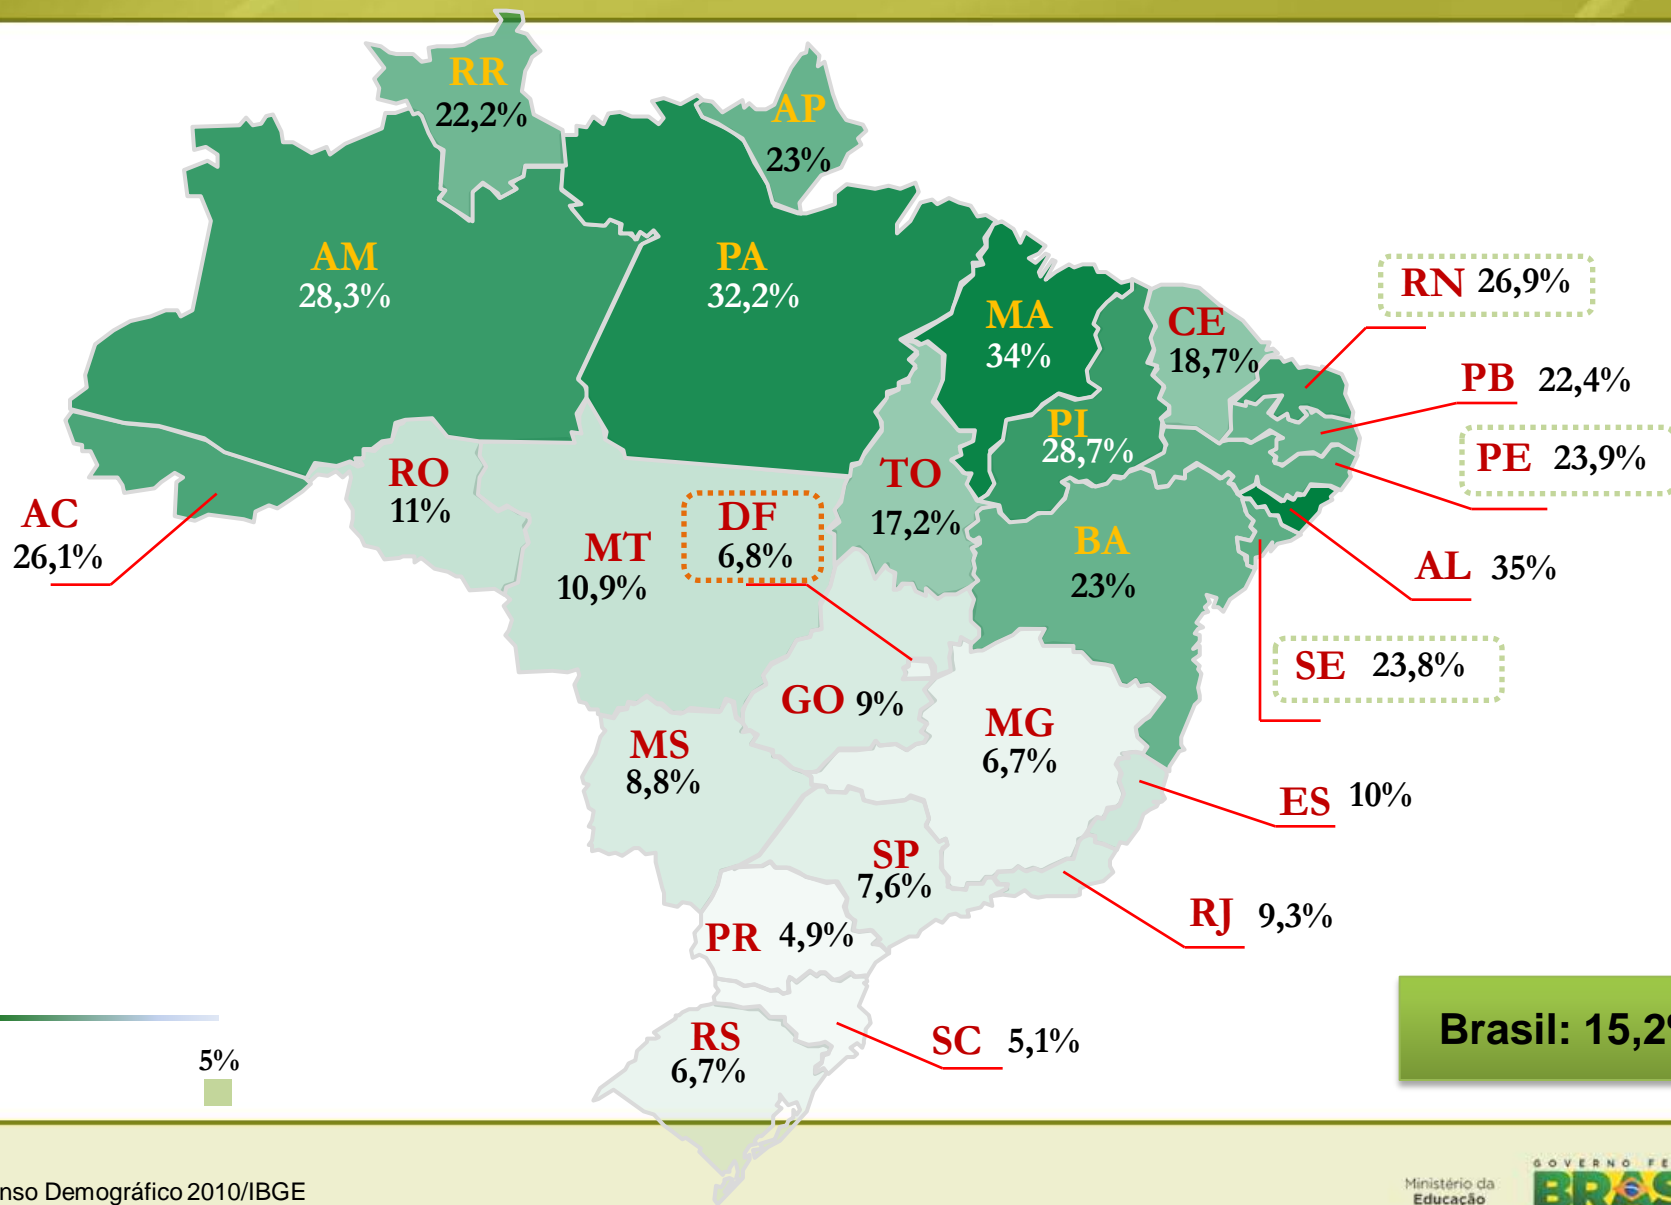 RR
22,2%
AP
23%
AM
28,3%
PA
32,2%
MA
34%
CE
18,7%
RN 26,9%
PB 22,4%
PI
28,7%
PE 23,9%
RO
11%
TO
17,2%
AC
26,1%
DF
6,8%
MT
10,9%
BA
23%
AL 35%
SE 23,8%
GO 9%
MG
6,7%
MS
8,8%
ES 10%
SP
7,6%
RJ 9,3%
PR 4,9%
RS
6,7%
SC 5,1%
Brasil: 15,2%
5%
nso Demográfico 2010/IBGE
Ministério da
Educação
GOVERNO FE
BRAS